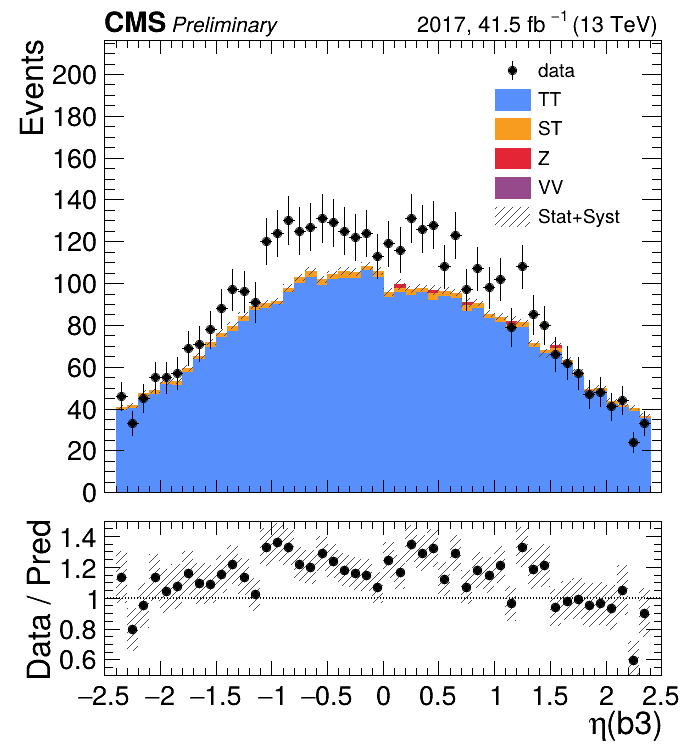 CMS Preliminary 2017, 41.5 fb⁻¹ (13 TeV)
Events
200
180
160
140
120
100
80
60
40
20
0
data
TT
ST
Z
VV
Stat+Syst
Data / Pred
1.4
1.2
1
0.8
0.6
−2.5 −2 −1.5 −1 −0.5 0 0.5 1 1.5 2 2.5
η(b3)